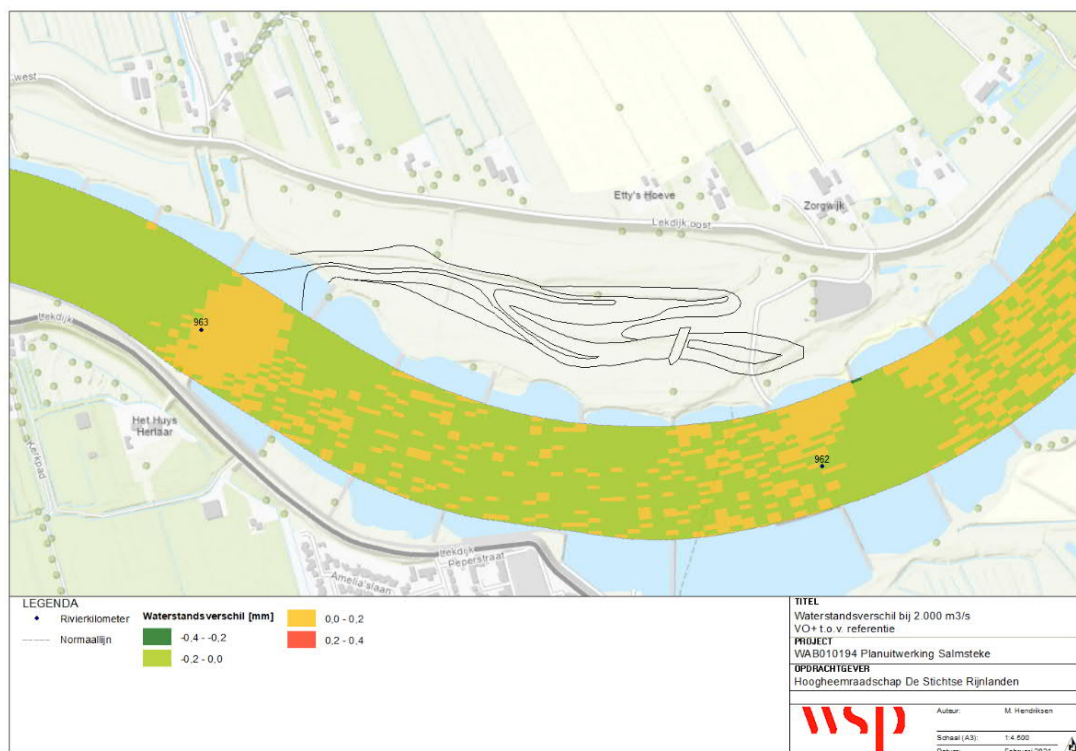 west
Etty's Hoeve
Zorgwijk
Lekdijk oost
963
Lekdijk
Het Huys
Herlaar
Kerkpad
962
Lekdijk
Peperstraat
Amelia'slaan
LEGENDA
Rivierkilometer
Normaallijn
Waterstandsverschil [mm]
-0,4 - -0,2
-0,2 - 0,0
0,0 - 0,2
0,2 - 0,4
TITEL
Waterstandsverschil bij 2.000 m3/s
VO+ t.o.v. referentie
PROJECT
WAB010194 Planuitwerking Salmsteke
OPDRACHTGEVER
Hoogheemraadschap De Stichtse Rijnlanden
wsp
Auteur: M. Hendriksen
Schaal (A3): 1:4.500